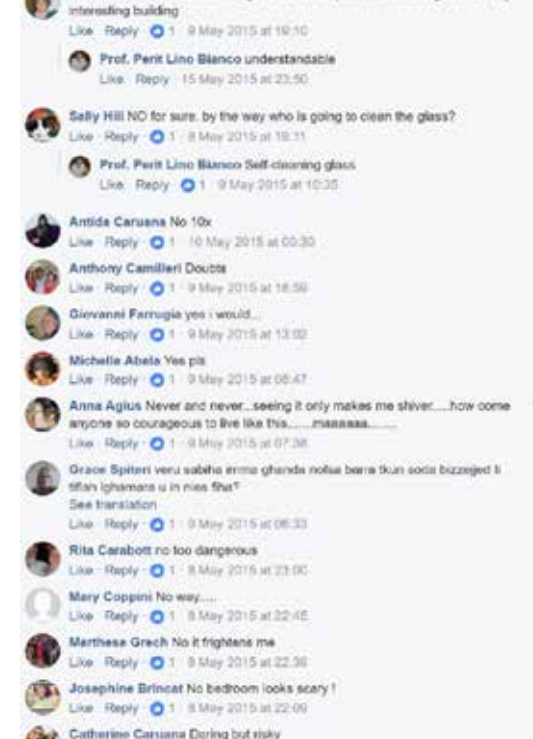 interesting building
Like · Reply · 1 · 9 May 2015 at 19:10
Prof. Perit Lino Bianco understandable
Like · Reply · 15 May 2015 at 23:50
Sally Hill NO for sure. by the way who is going to clean the glass?
Like · Reply · 1 · 8 May 2015 at 19:11
Prof. Perit Lino Bianco Self-cleaning glass
Like · Reply · 1 · 9 May 2015 at 10:35
Antida Caruana No 10x
Like · Reply · 1 · 10 May 2015 at 00:30
Anthony Camilleri Doubts
Like · Reply · 1 · 9 May 2015 at 18:59
Giovanni Farrugia yes i would...
Like · Reply · 1 · 9 May 2015 at 13:02
Michelle Abela Yes pls
Like · Reply · 1 · 9 May 2015 at 08:47
Anna Agius Never and never...seeing it only makes me shiver.....how come
anyone so courageous to live like this.......maaaaaa........
Like · Reply · 1 · 9 May 2015 at 07:38
Grace Spiteri veru sabiha imma ghanda nofsa barra tkun soda bizzejjed li
tiflah lghamara u in nies fiha?
See translation
Like · Reply · 1 · 9 May 2015 at 06:33
Rita Carabott no too dangerous
Like · Reply · 1 · 8 May 2015 at 23:00
Mary Coppini No way.....
Like · Reply · 1 · 8 May 2015 at 22:45
Marthese Grech No it frightens me
Like · Reply · 1 · 8 May 2015 at 22:39
Josephine Brincat No bedroom looks scary !
Like · Reply · 1 · 8 May 2015 at 22:09
Catherine Caruana Daring but risky